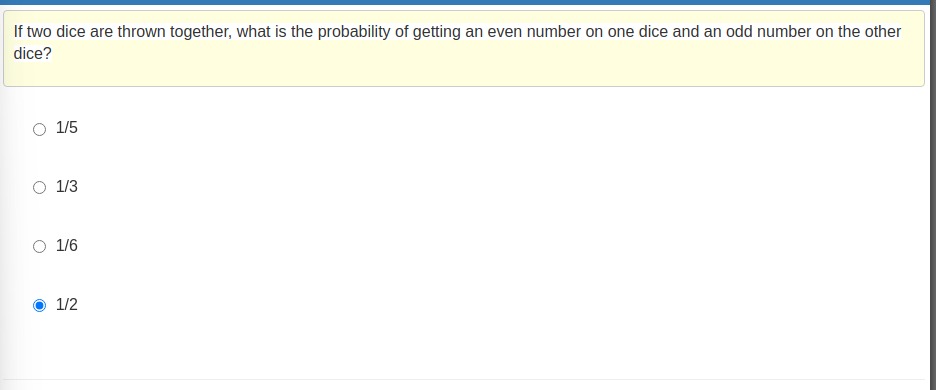 If two dice are thrown together, what is the probability of getting an even number on one dice and an odd number on the other
dice?
1/5
1/3
1/6
1/2